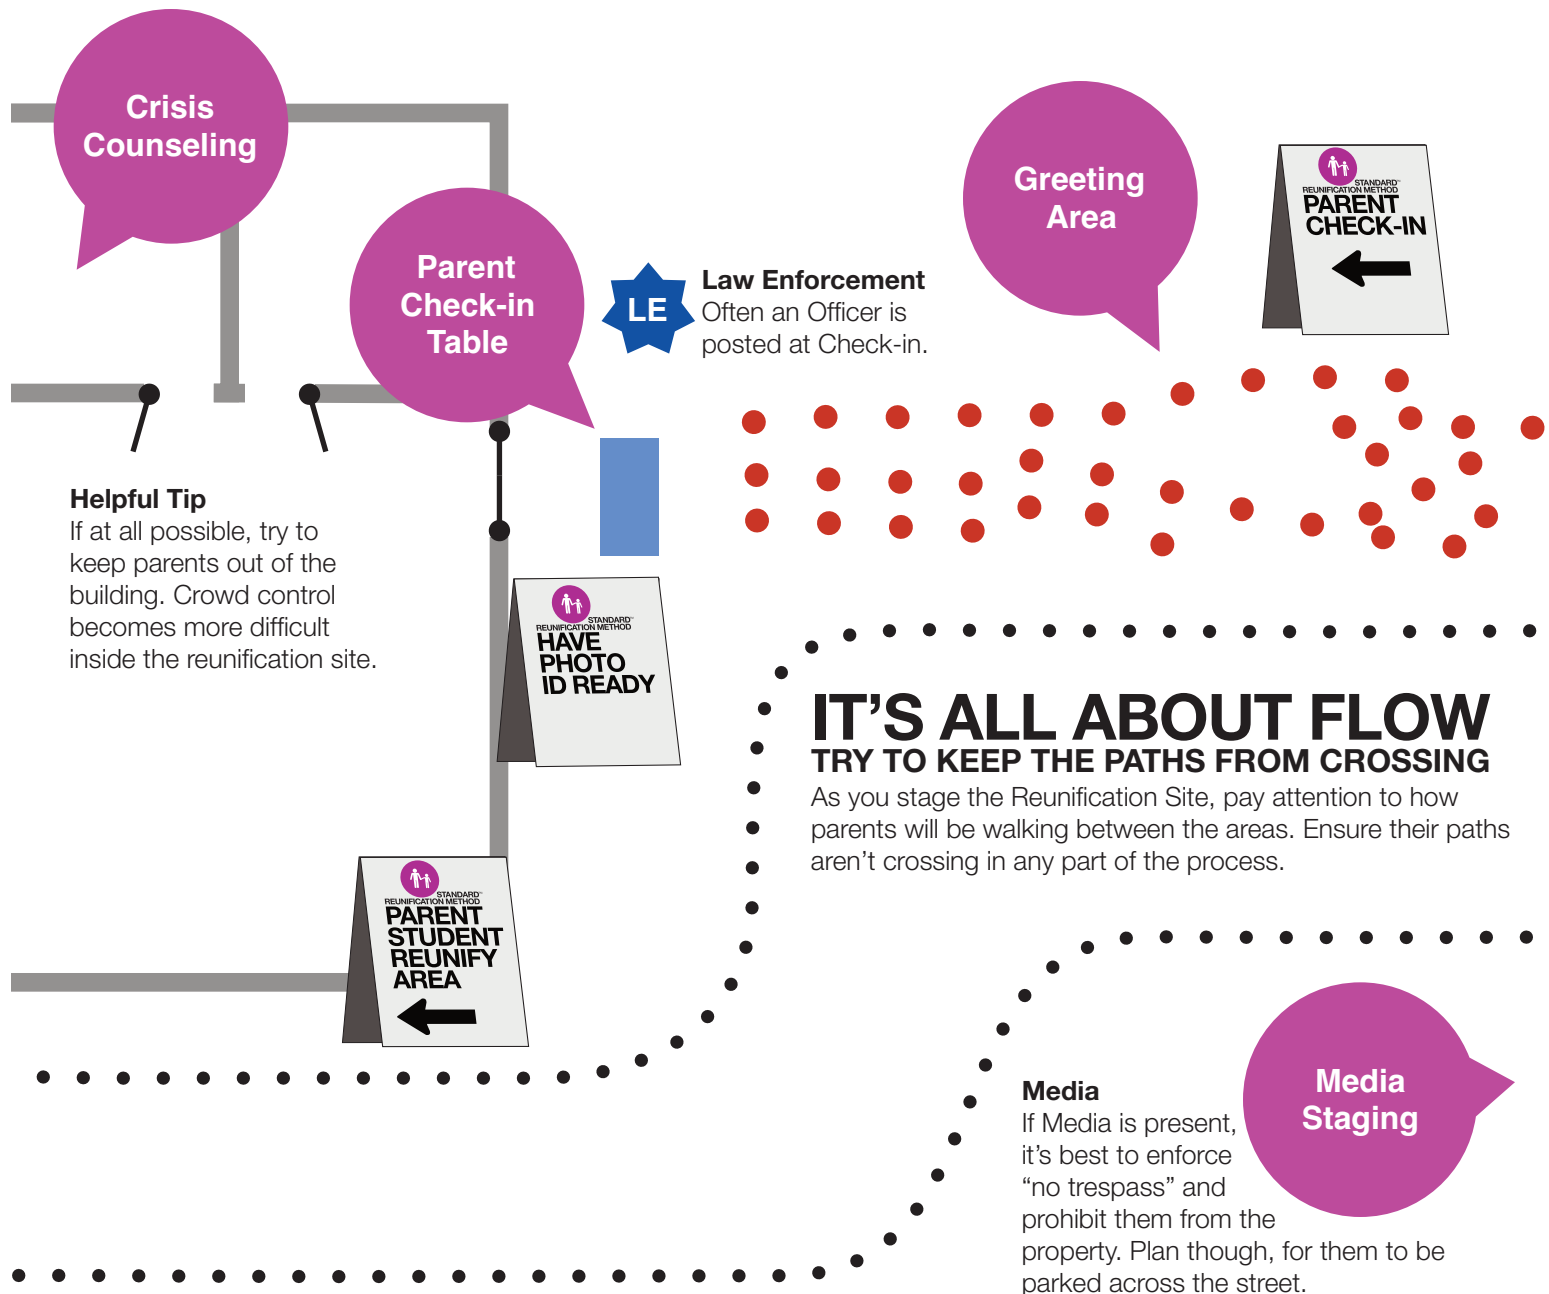 Crisis
Counseling
Parent
Check-in
Table
LE
Law Enforcement
Often an Officer is
posted at Check-in.
Greeting
Area
STANDARD™
REUNIFICATION METHOD
PARENT
CHECK-IN
Helpful Tip
If at all possible, try to
keep parents out of the
building. Crowd control
becomes more difficult
inside the reunification site.
STANDARD™
REUNIFICATION METHOD
HAVE
PHOTO
ID READY
IT’S ALL ABOUT FLOW
TRY TO KEEP THE PATHS FROM CROSSING
As you stage the Reunification Site, pay attention to how
parents will be walking between the areas. Ensure their paths
aren’t crossing in any part of the process.
STANDARD™
REUNIFICATION METHOD
PARENT
STUDENT
REUNIFY
AREA
Media
If Media is present,
it’s best to enforce
“no trespass” and
prohibit them from the
property. Plan though, for them to be
parked across the street.
Media
Staging